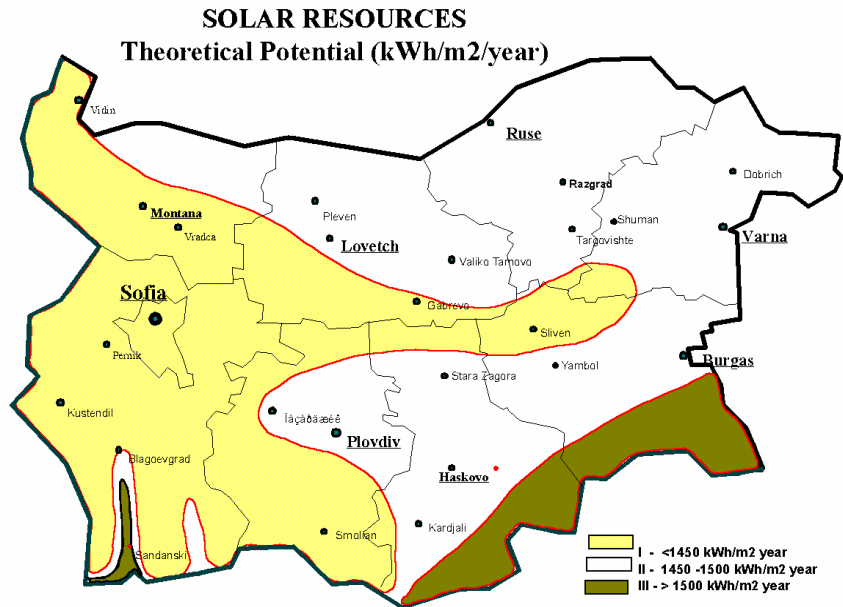 SOLAR RESOURCES
Theoretical Potential (kWh/m2/year)
Vidin
Ruse
Razgrad
Dobrich
Montana
Pleven
Shuman
Vradca
Lovetch
Targovishte
Varna
Valiko Tarnovo
Sofia
Gabrevo
Sliven
Pernik
Yambol
Burgas
Stara Zagora
Kustendil
Ïàçàðäæèê
Plovdiv
Blagoevgrad
Haskovo
Kardjali
Smolian
Sandanski
I - <1450 kWh/m2 year
II - 1450 -1500 kWh/m2 year
III - > 1500 kWh/m2 year